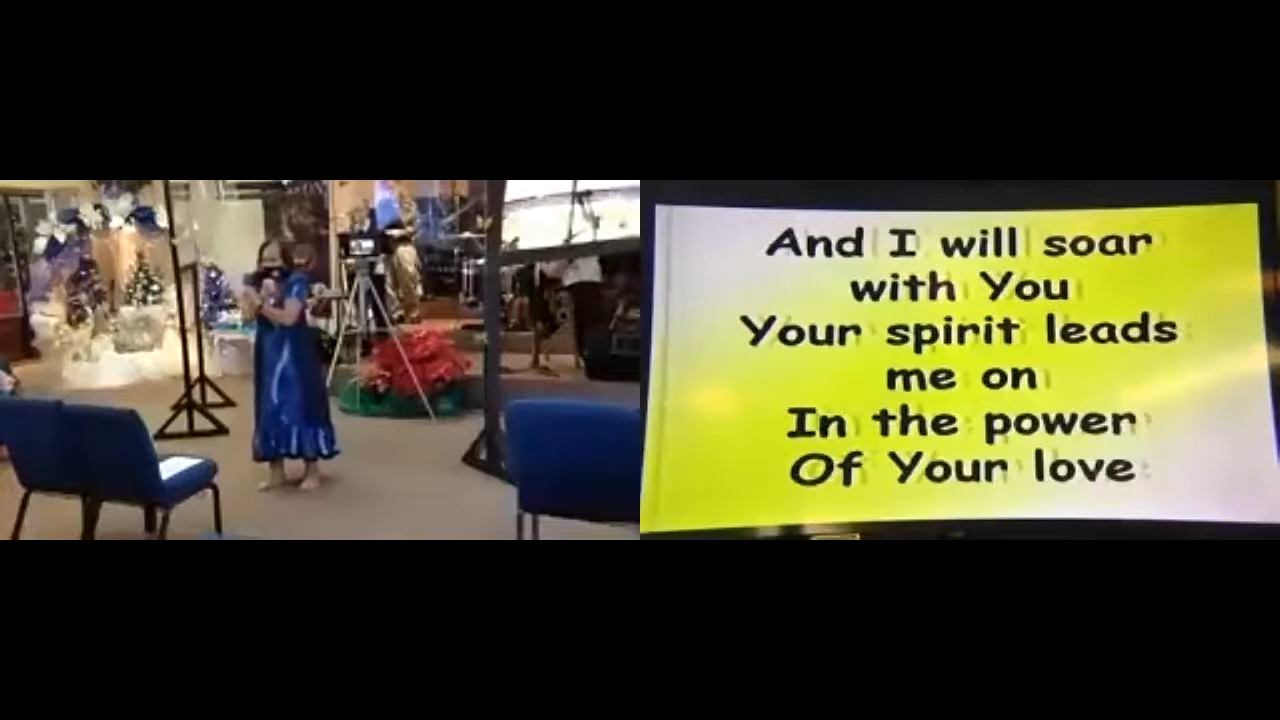 And I will soar
with You
Your spirit leads
me on
In the power
Of Your love